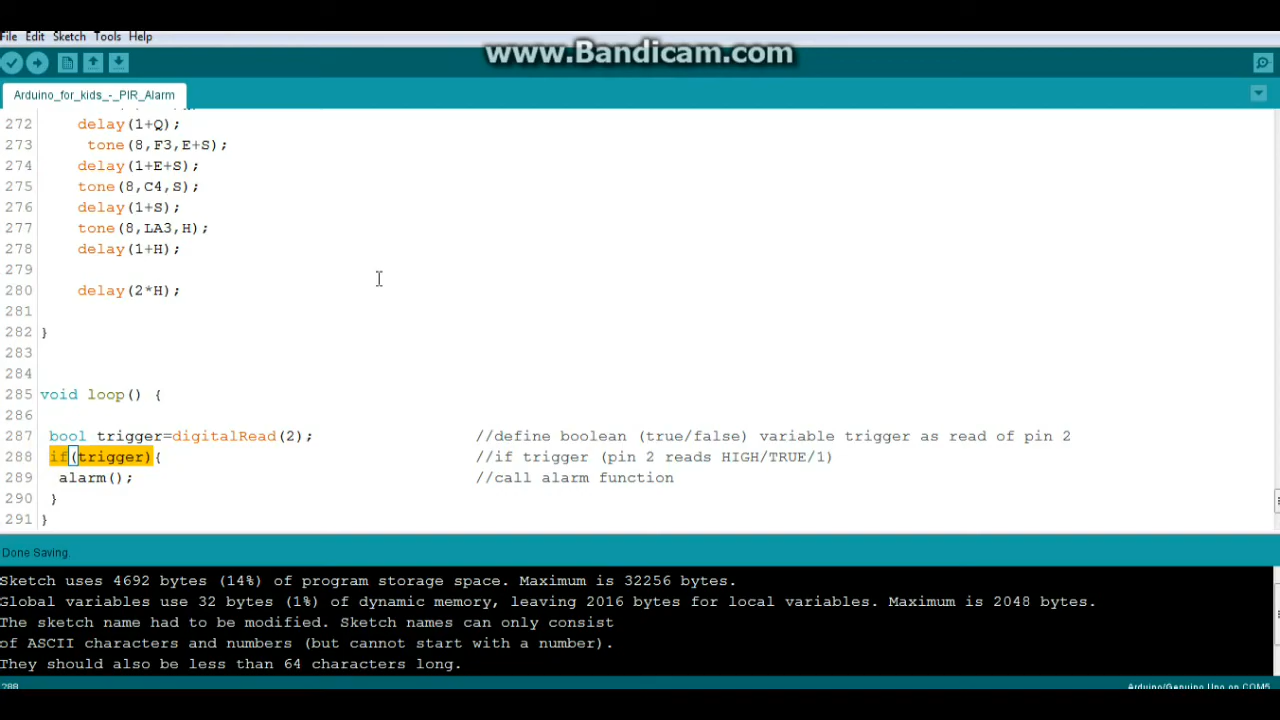 www.Bandicam.com
File Edit Sketch Tools Help
Arduino_for_kids_-_PIR_Alarm
272 delay(1+Q);
273 tone(8,F3,E+S);
274 delay(1+E+S);
275 tone(8,C4,S);
276 delay(1+S);
277 tone(8,LA3,H);
278 delay(1+H);
279
280 delay(2*H);
281
282 }
283
284
285 void loop() {
286
287 bool trigger=digitalRead(2); //define boolean (true/false) variable trigger as read of pin 2
288 if(trigger){ //if trigger (pin 2 reads HIGH/TRUE/1)
289 alarm(); //call alarm function
290 }
291 }
Done Saving.
Sketch uses 4692 bytes (14%) of program storage space. Maximum is 32256 bytes.
Global variables use 32 bytes (1%) of dynamic memory, leaving 2016 bytes for local variables. Maximum is 2048 bytes.
The sketch name had to be modified. Sketch names can only consist
of ASCII characters and numbers (but cannot start with a number).
They should also be less than 64 characters long.
288 Arduino/Genuino Uno on COM5